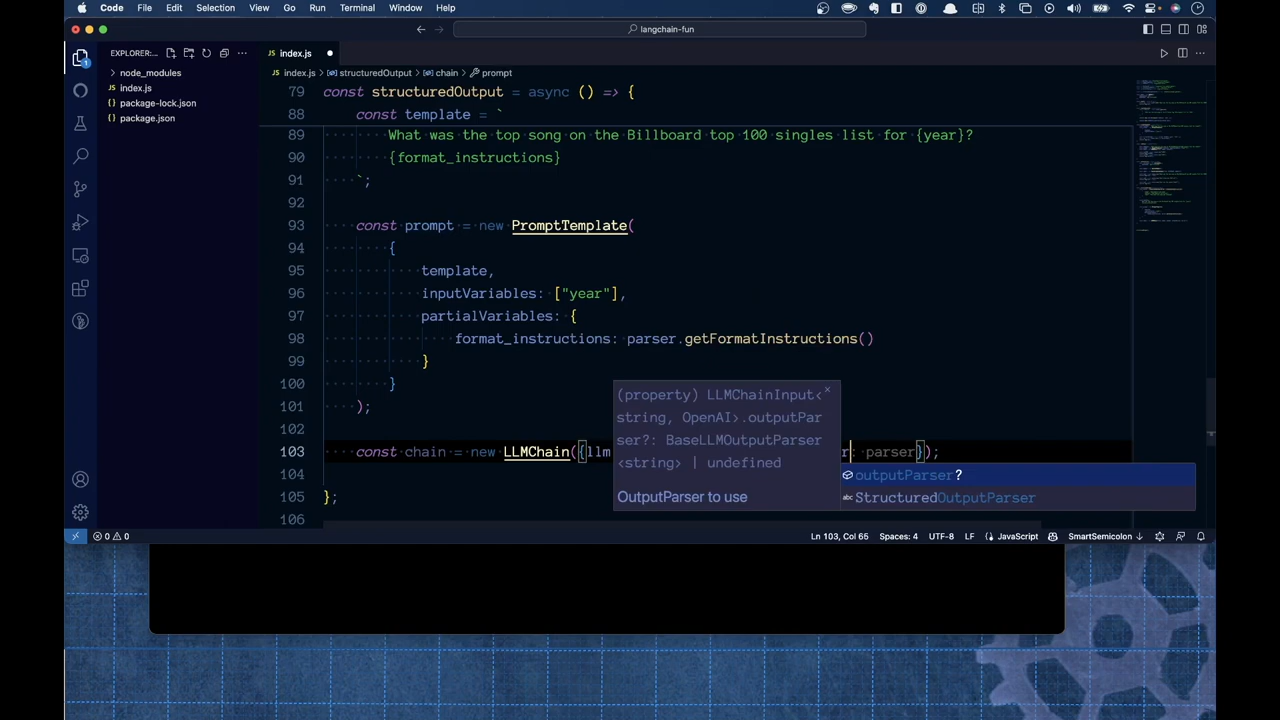 Code File Edit Selection View Go Run Terminal Window Help
langchain-fun
EXPLORER:...
index.js
node_modules
index.js
package-lock.json
package.json
1
index.js > structuredOutput > chain > prompt
79 const structuredOutput = async () => {
88 const template = `
89 What was the top song on the Billboard top 100 singles list for {year}?
90 {format_instructions}
91 `;
92
93 const prompt = new PromptTemplate(
94 {
95 template,
96 inputVariables: ["year"],
97 partialVariables: {
98 format_instructions: parser.getFormatInstructions()
99 }
100 }
101 );
102
103 const chain = new LLMChain({llm r: parser});
104
105 };
106
(property) LLMChainInput<
string, OpenAI>.outputPar
ser?: BaseLLMOutputParser
<string> | undefined
OutputParser to use
outputParser?
abc StructuredOutputParser
0 0 Ln 103, Col 65 Spaces: 4 UTF-8 LF JavaScript SmartSemicolon ↓